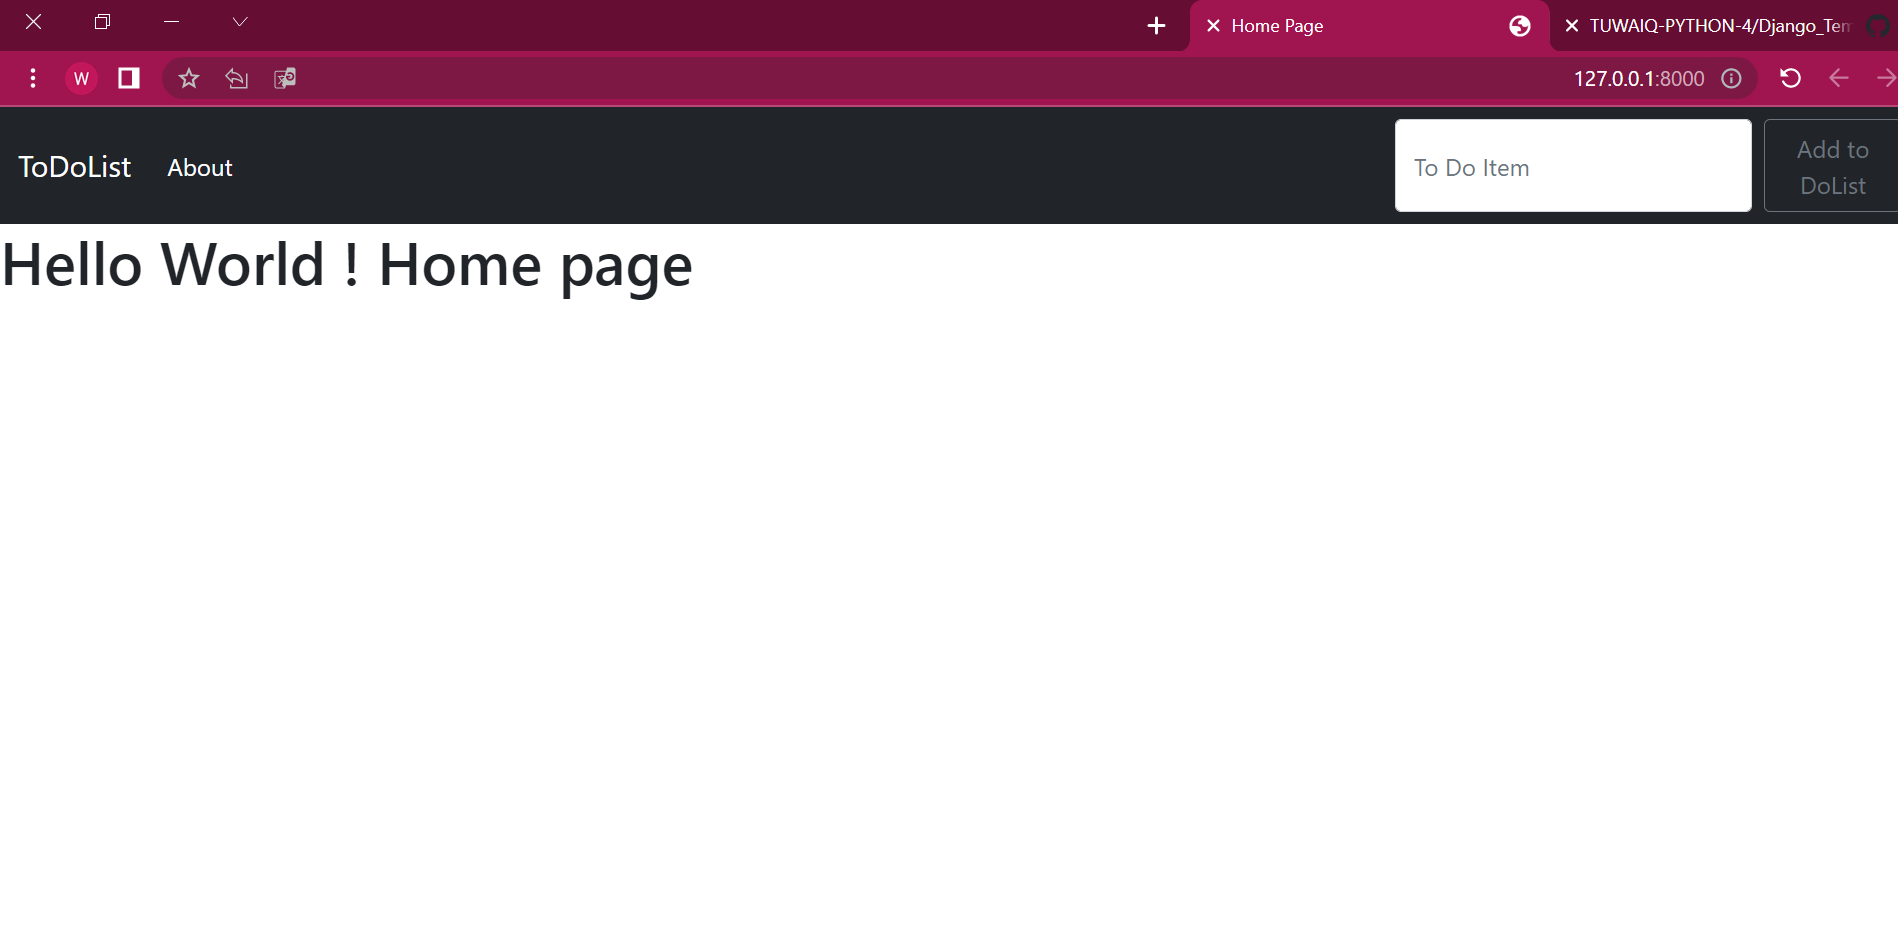 Home Page
TUWAIQ-PYTHON-4/Django_Tem
W
127.0.0.1:8000
ToDoList
About
To Do Item
Add to
DoList
Hello World ! Home page